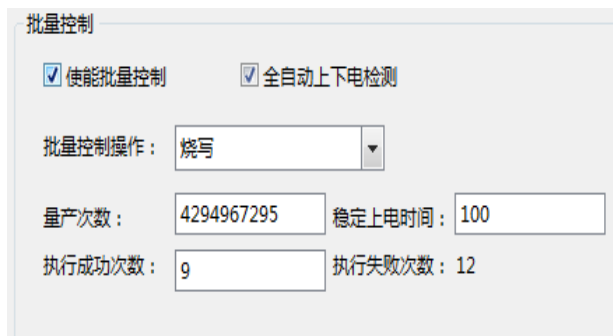 批量控制
使能批量控制 全自动上下电检测
批量控制操作： 烧写
量产次数： 4294967295 稳定上电时间： 100
执行成功次数： 9 执行失败次数： 12